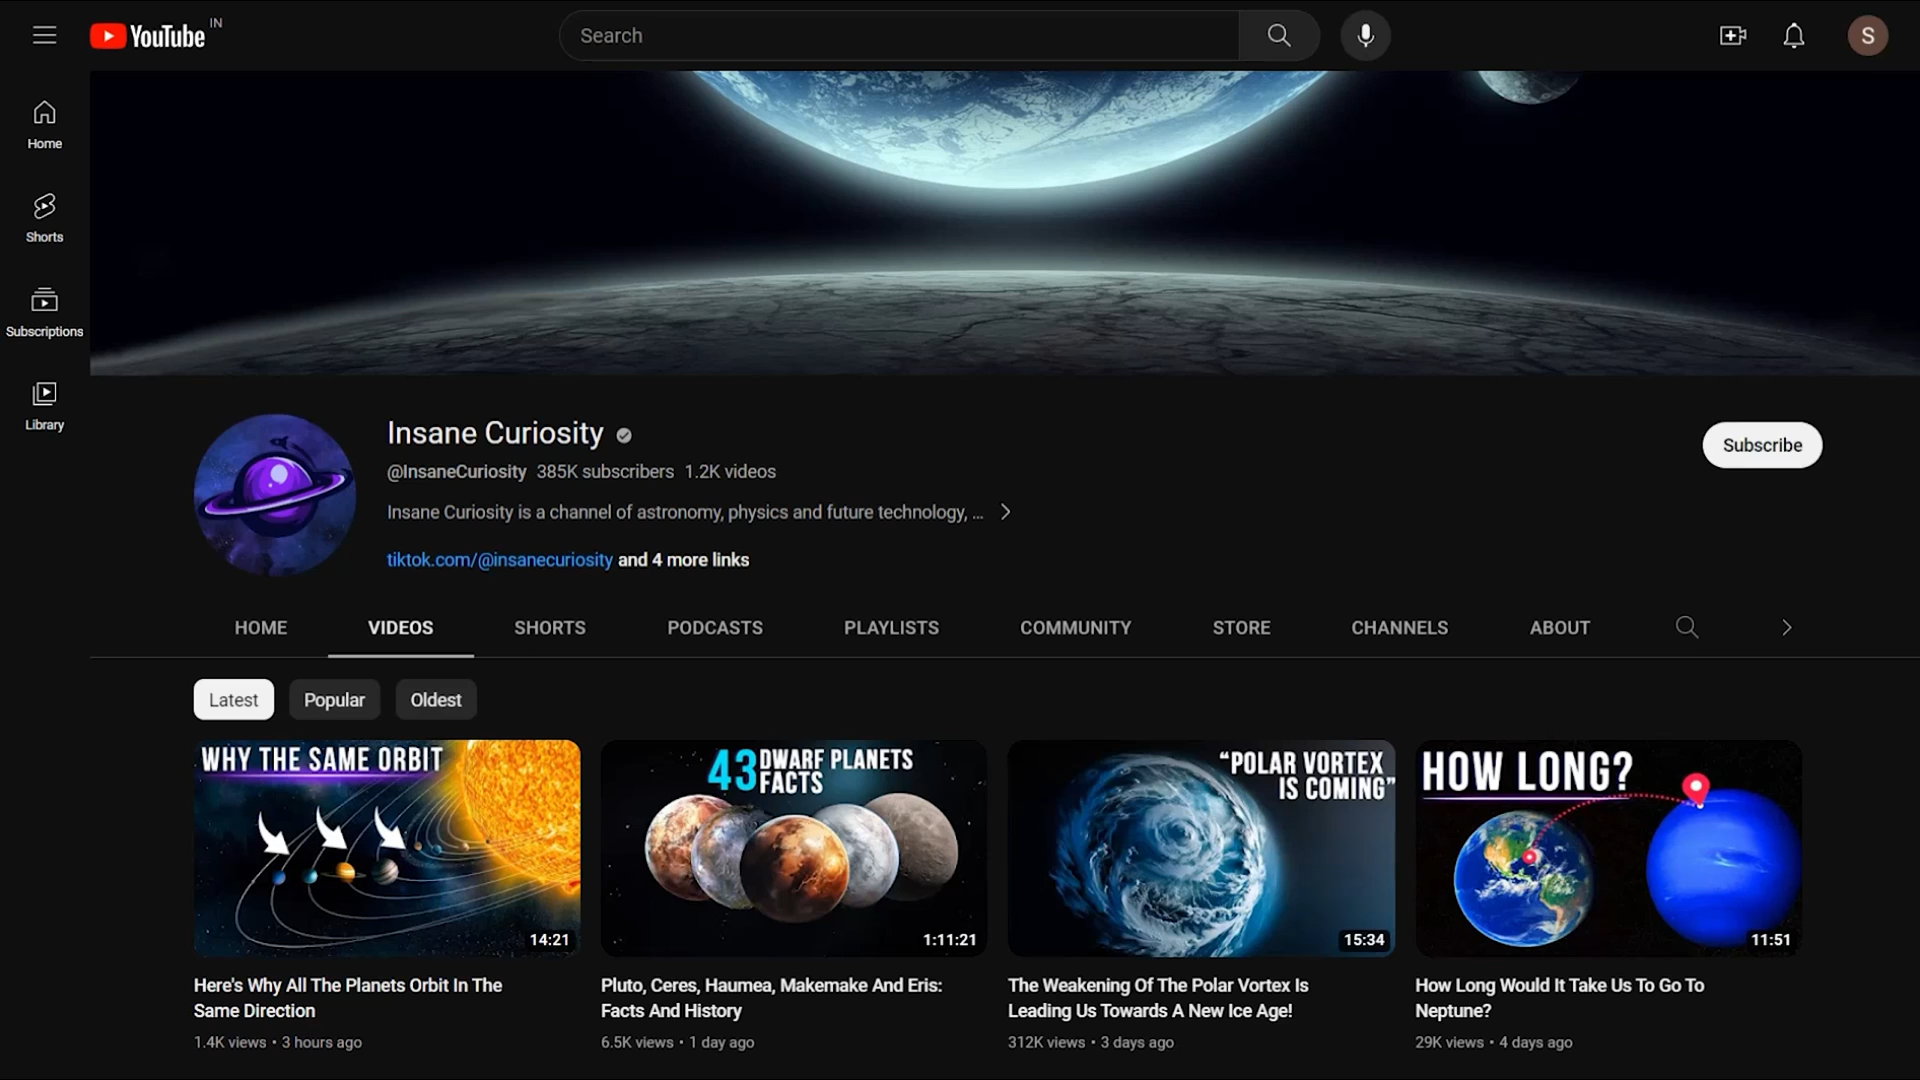 YouTube IN
Search
S
Home
Shorts
Subscriptions
Library
Insane Curiosity
@InsaneCuriosity 385K subscribers 1.2K videos
Insane Curiosity is a channel of astronomy, physics and future technology, ...
tiktok.com/@insanecuriosity and 4 more links
Subscribe
HOME VIDEOS SHORTS PODCASTS PLAYLISTS COMMUNITY STORE CHANNELS ABOUT
Latest Popular Oldest
WHY THE SAME ORBIT
14:21
Here's Why All The Planets Orbit In The
Same Direction
1.4K views • 3 hours ago
43 DWARF PLANETS
FACTS
1:11:21
Pluto, Ceres, Haumea, Makemake And Eris:
Facts And History
6.5K views • 1 day ago
“POLAR VORTEX
IS COMING”
15:34
The Weakening Of The Polar Vortex Is
Leading Us Towards A New Ice Age!
312K views • 3 days ago
HOW LONG?
11:51
How Long Would It Take Us To Go To
Neptune?
29K views • 4 days ago